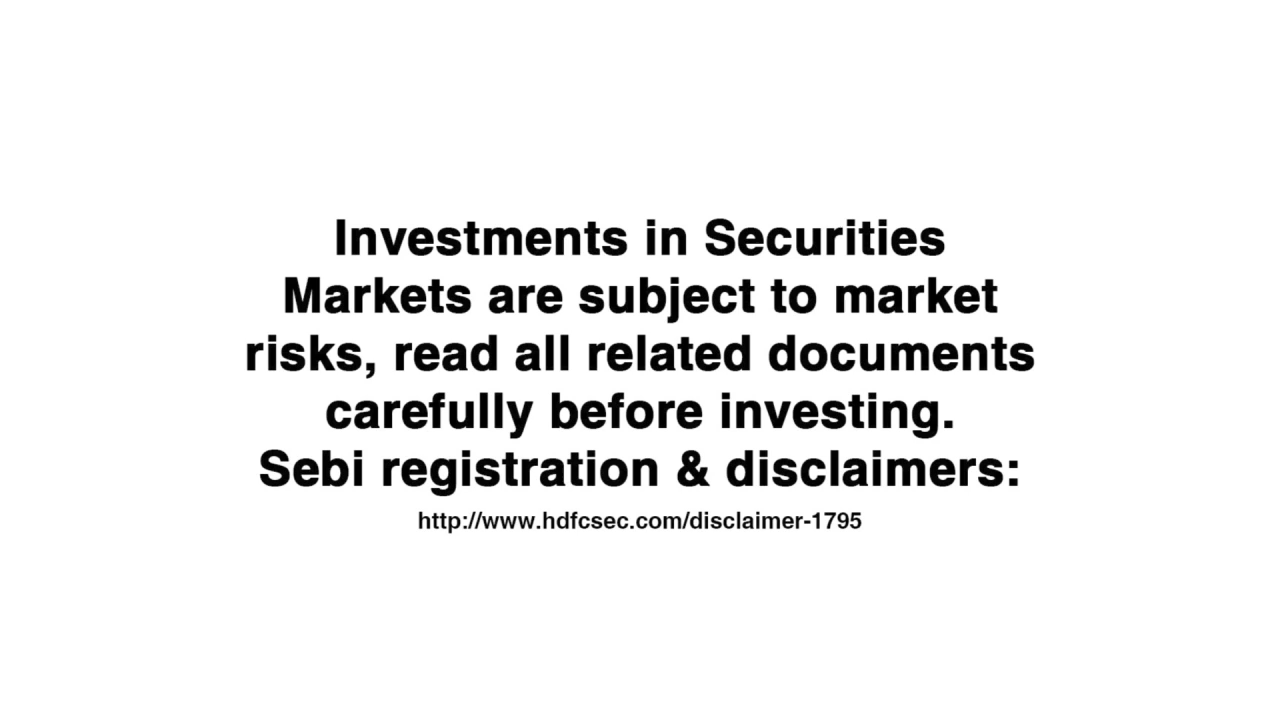 Investments in Securities
Markets are subject to market
risks, read all related documents
carefully before investing.
Sebi registration & disclaimers:
http://www.hdfcsec.com/disclaimer-1795